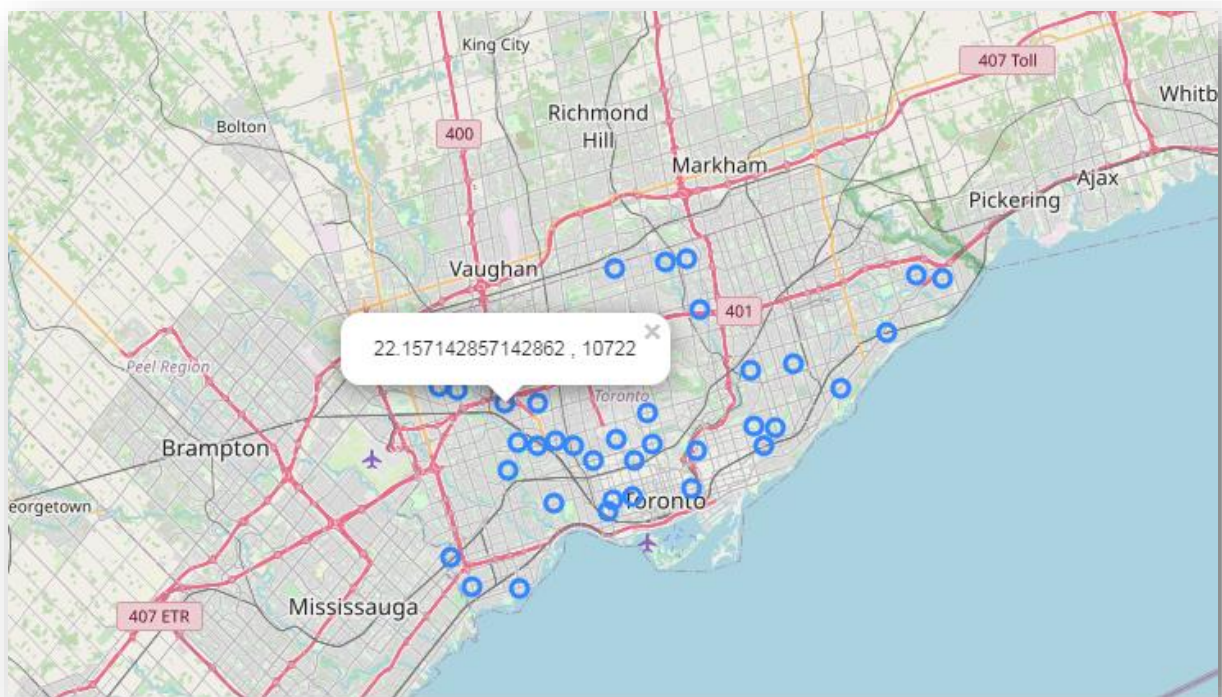 King City
407 Toll
Whitb
Richmond
Hill
Bolton
400
Markham
Ajax
Pickering
Vaughan
401
22.157142857142862 , 10722
×
Peel Region
Toronto
Brampton
eorgetown
Toronto
Mississauga
407 ETR